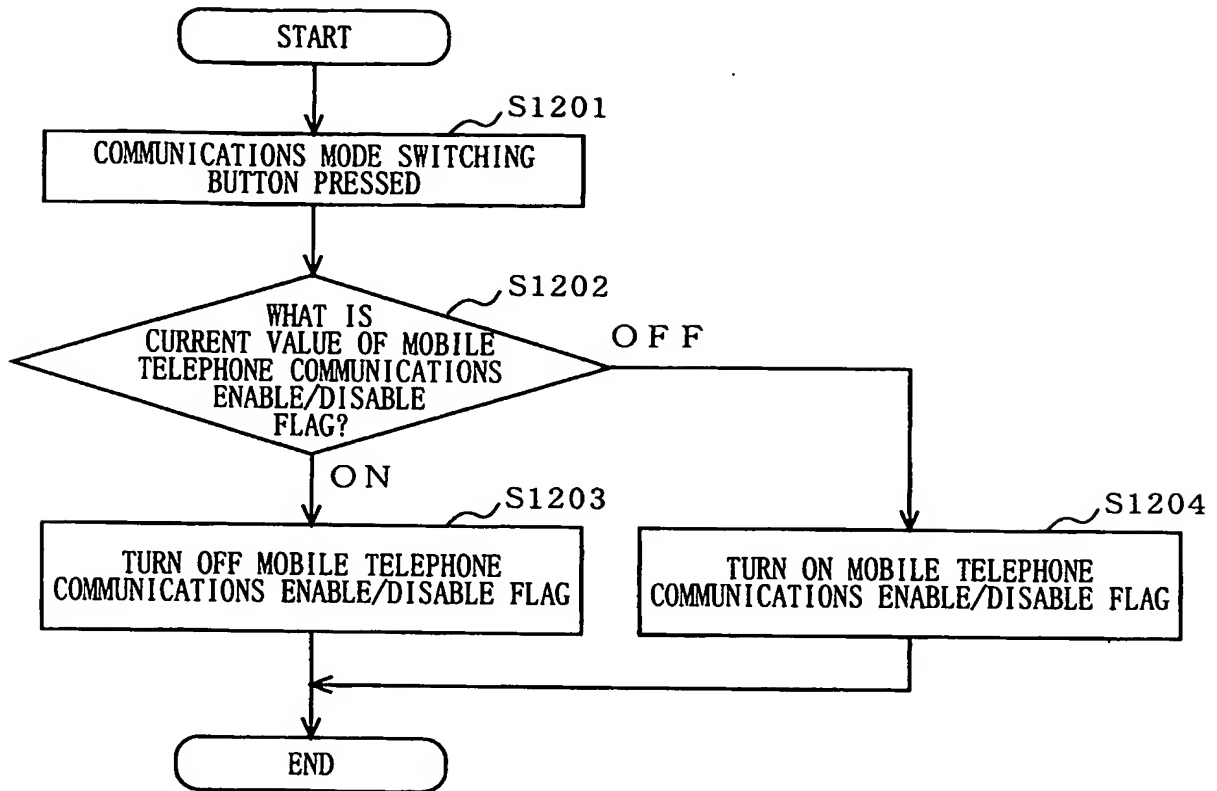 START
S1201
COMMUNICATIONS MODE SWITCHING
BUTTON PRESSED
S1202
WHAT IS
CURRENT VALUE OF MOBILE
TELEPHONE COMMUNICATIONS
ENABLE/DISABLE
FLAG?
OFF
ON
S1203
TURN OFF MOBILE TELEPHONE
COMMUNICATIONS ENABLE/DISABLE FLAG
S1204
TURN ON MOBILE TELEPHONE
COMMUNICATIONS ENABLE/DISABLE FLAG
END